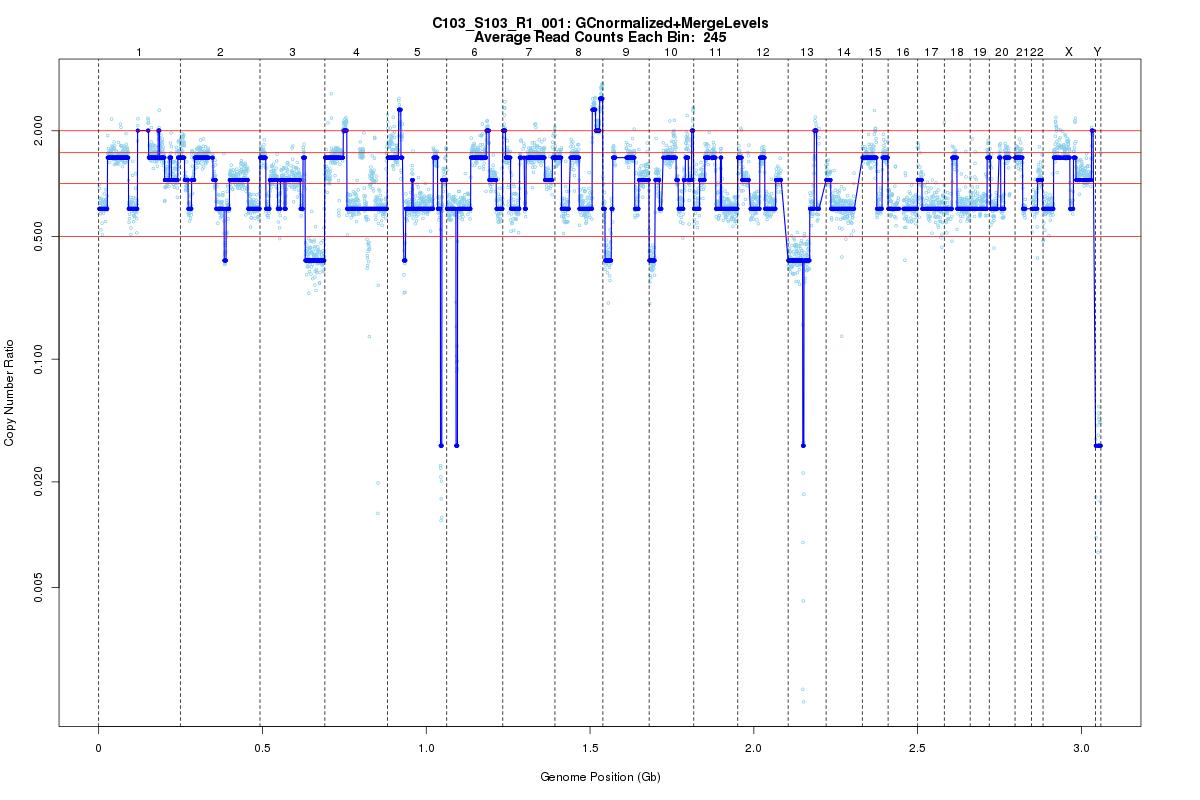 C103_S103_R1_001: GCnormalized+MergeLevels
Average Read Counts Each Bin: 245
1 2 3 4 5 6 7 8 9 10 11 12 13 14 15 16 17 18 19 20 21 22 X Y
2.000
0.500
0.100
0.020
0.005
Copy Number Ratio
0 0.5 1.0 1.5 2.0 2.5 3.0
Genome Position (Gb)